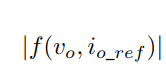 |f(v_o, i_{o\_ref})|